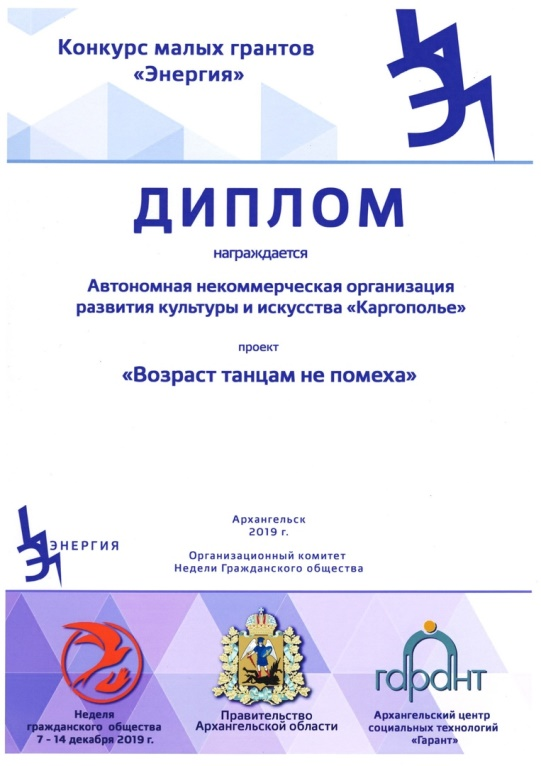 Конкурс малых грантов
«Энергия»
ДИПЛОМ
награждается
Автономная некоммерческая организация
развития культуры и искусства «Каргополье»
проект
«Возраст танцам не помеха»
Архангельск
2019 г.
ЭНЕРГИЯ
Организационный комитет
Недели Гражданского общества
гарант
Неделя
гражданского общества
7 - 14 декабря 2019 г.
Правительство
Архангельской области
Архангельский центр
социальных технологий
«Гарант»